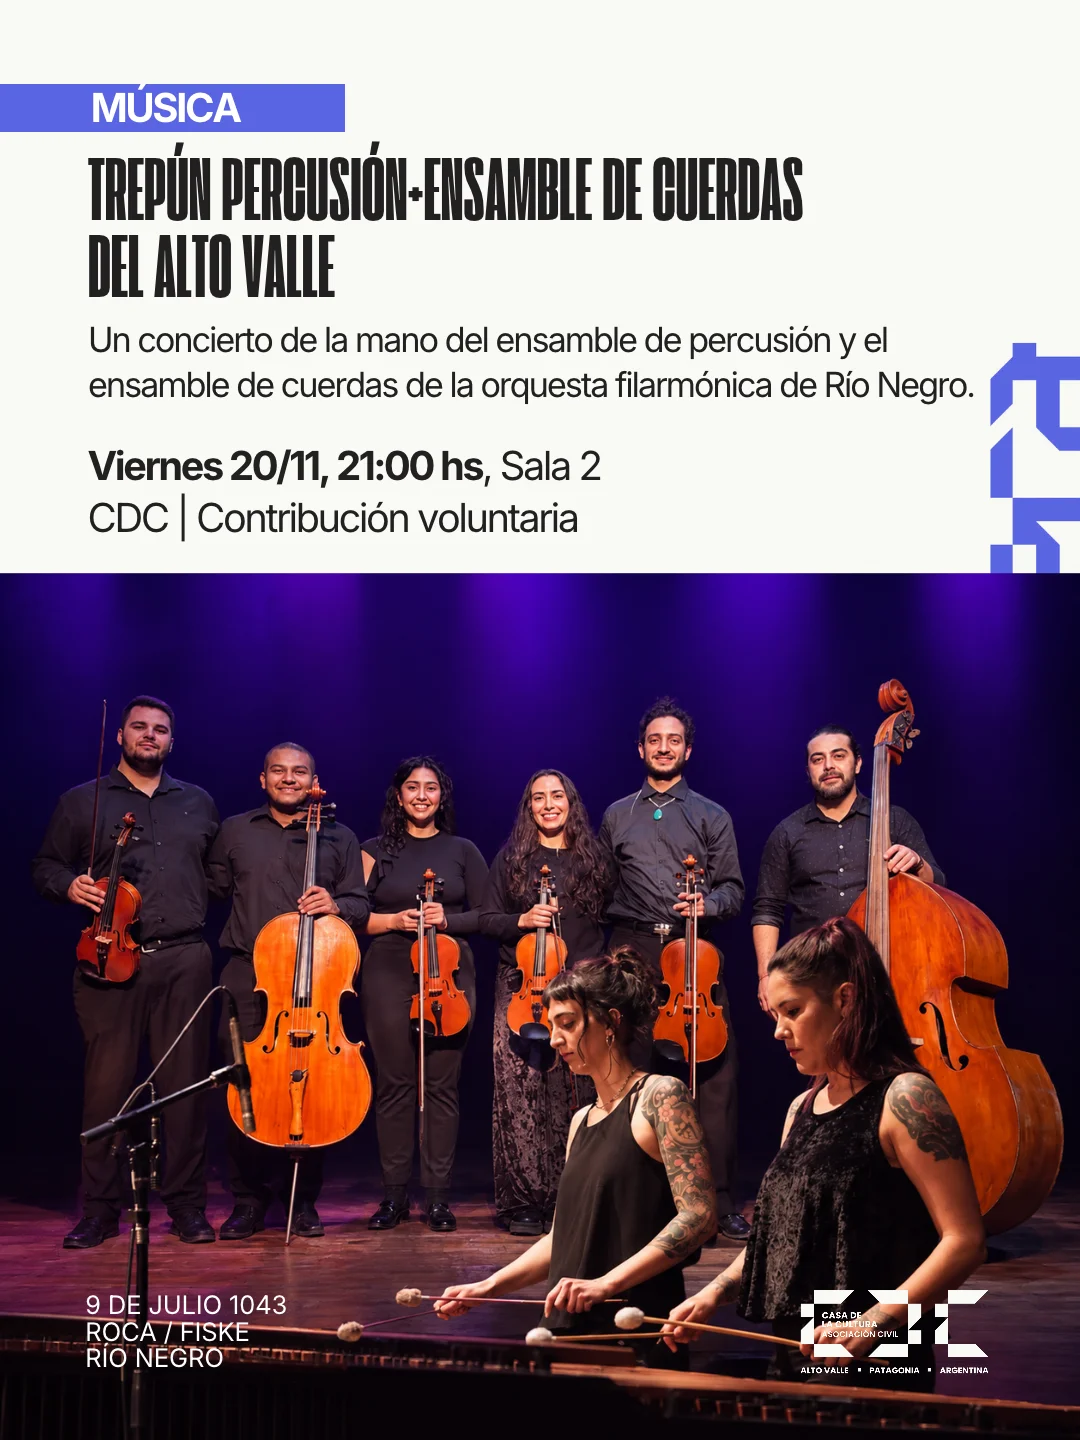 MÚSICA
TREPÚN PERCUSIÓN+ENSAMBLE DE CUERDAS
DEL ALTO VALLE
Un concierto de la mano del ensamble de percusión y el
ensamble de cuerdas de la orquesta filarmónica de Río Negro.
Viernes 20/11, 21:00 hs, Sala 2
CDC | Contribución voluntaria
9 DE JULIO 1043
ROCA / FISKE
RÍO NEGRO
CASA DE
LA CULTURA
ASOCIACIÓN CIVIL
ALTO VALLE ▪ PATAGONIA ▪ ARGENTINA